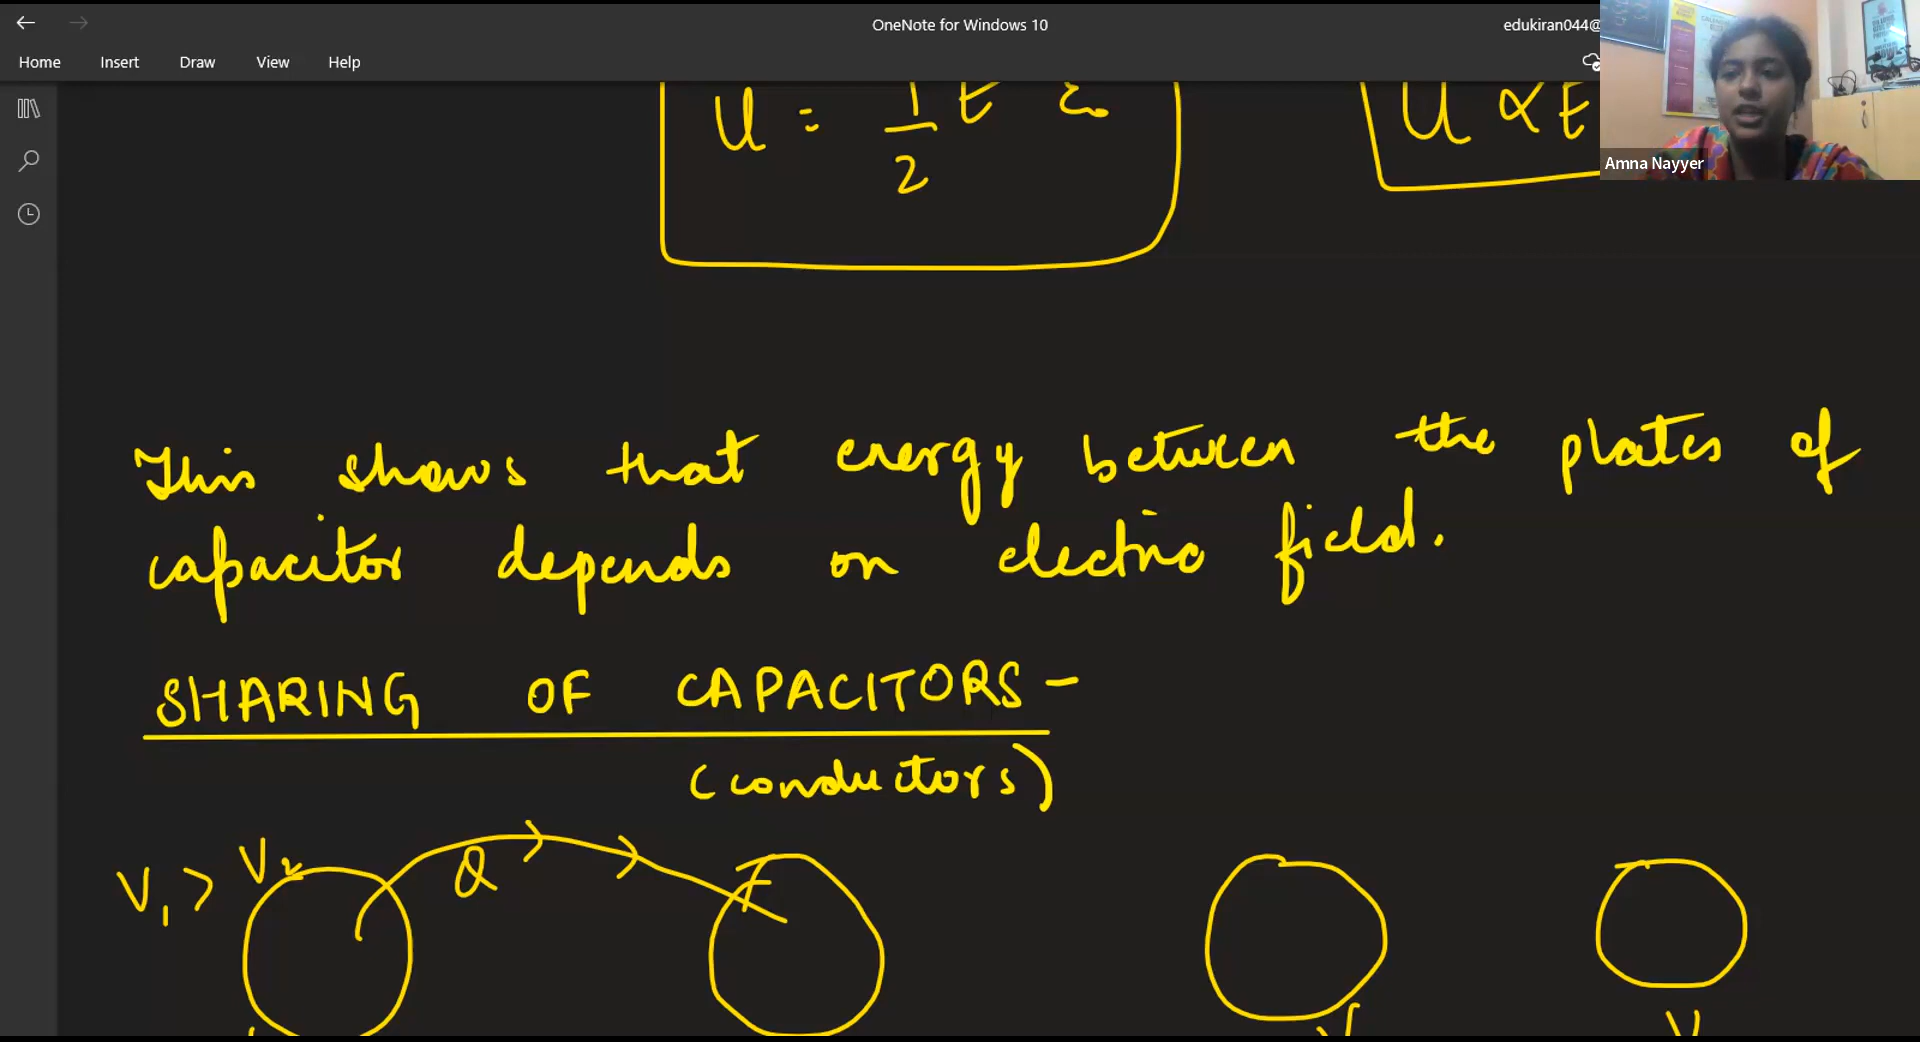 OneNote for Windows 10
edukiran044@
Home Insert Draw View Help
Amna Nayyer
U = 1/2 E ε₀
U ∝ E
This shows that energy between the plates of
capacitor depends on electric field.
SHARING OF CAPACITORS -
(conductors)
V₁ > V₂
Q
V V